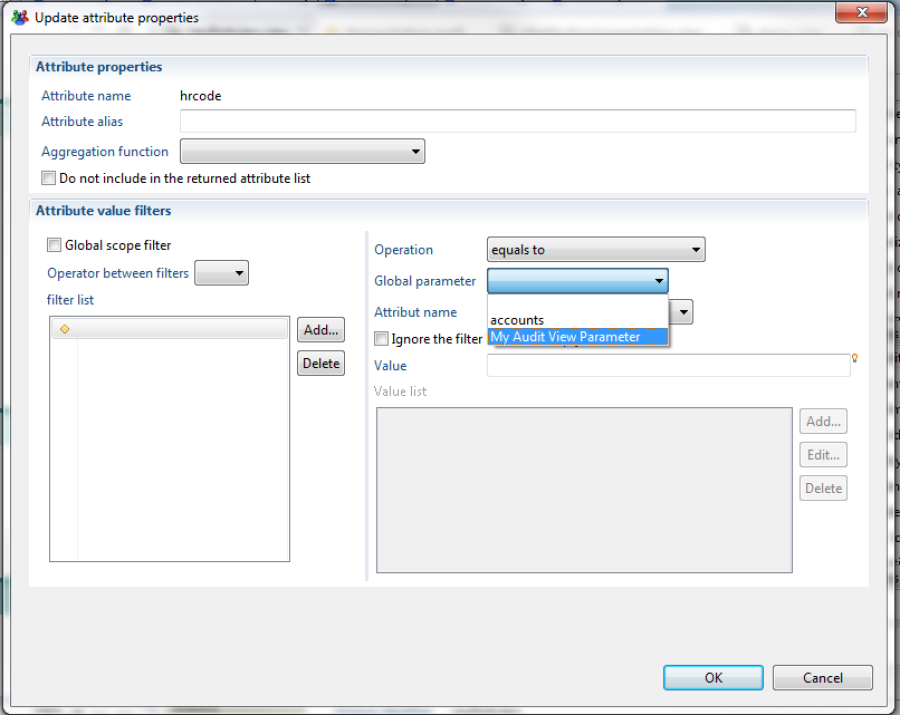 Update attribute properties
Attribute properties
Attribute name hrcode
Attribute alias
Aggregation function
Do not include in the returned attribute list
Attribute value filters
Global scope filter
Operator between filters
filter list
Add...
Delete
Operation equals to
Global parameter
accounts
My Audit View Parameter
Attribut name
Ignore the filter
Value
Value list
Add...
Edit...
Delete
OK Cancel